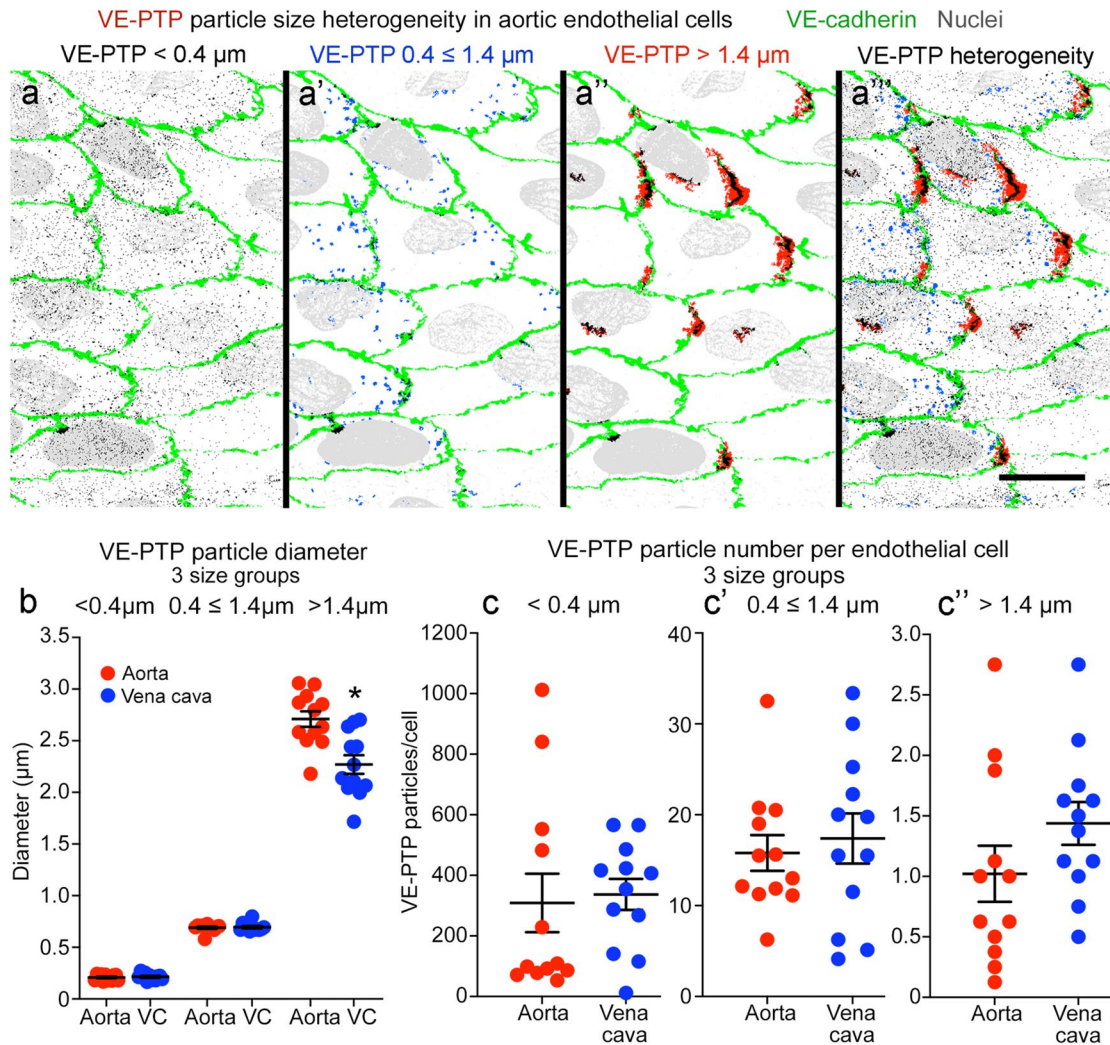 VE-PTP particle size heterogeneity in aortic endothelial cells VE-cadherin Nuclei
VE-PTP < 0.4 µm VE-PTP 0.4 ≤ 1.4 µm VE-PTP > 1.4 µm VE-PTP heterogeneity
a a' a'' a'''
VE-PTP particle diameter
3 size groups
b <0.4µm 0.4 ≤ 1.4µm >1.4µm
3.5
3.0
2.5
2.0
1.5
1.0
0.5
0
Diameter (µm)
Aorta
Vena cava
*
Aorta VC Aorta VC Aorta VC
VE-PTP particle number per endothelial cell
3 size groups
c < 0.4 µm
1200
1000
800
600
400
200
0
VE-PTP particles/cell
Aorta Vena
cava
c' 0.4 ≤ 1.4 µm
40
30
20
10
0
Aorta Vena
cava
c'' > 1.4 µm
3.0
2.5
2.0
1.5
1.0
0.5
0
Aorta Vena
cava